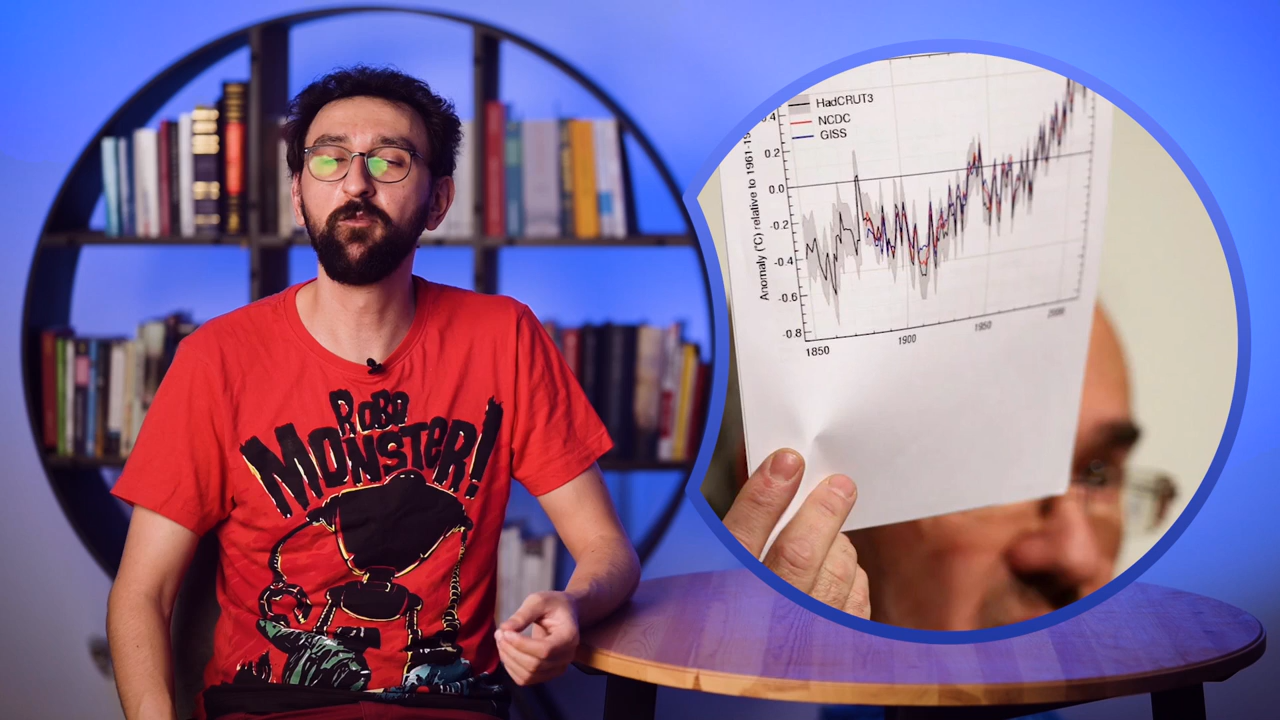 ROBO
MONSTER!
HadCRUT3
NCDC
GISS
0.4
0.2
0.0
-0.2
-0.4
-0.6
-0.8
Anomaly (°C) relative to 1961-19
1850
1900
1950
2000